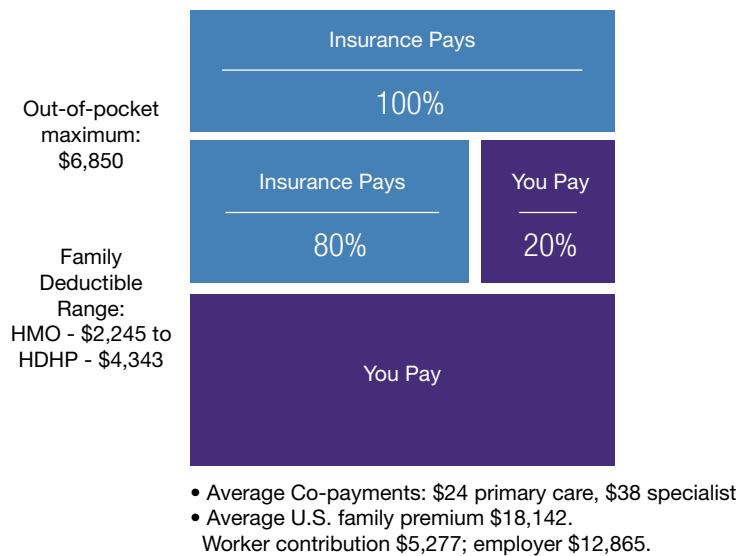 Insurance Pays
100%
Out-of-pocket
maximum:
$6,850
Insurance Pays
80%
You Pay
20%
Family
Deductible
Range:
HMO - $2,245 to
HDHP - $4,343
You Pay
• Average Co-payments: $24 primary care, $38 specialist
• Average U.S. family premium $18,142.
Worker contribution $5,277; employer $12,865.